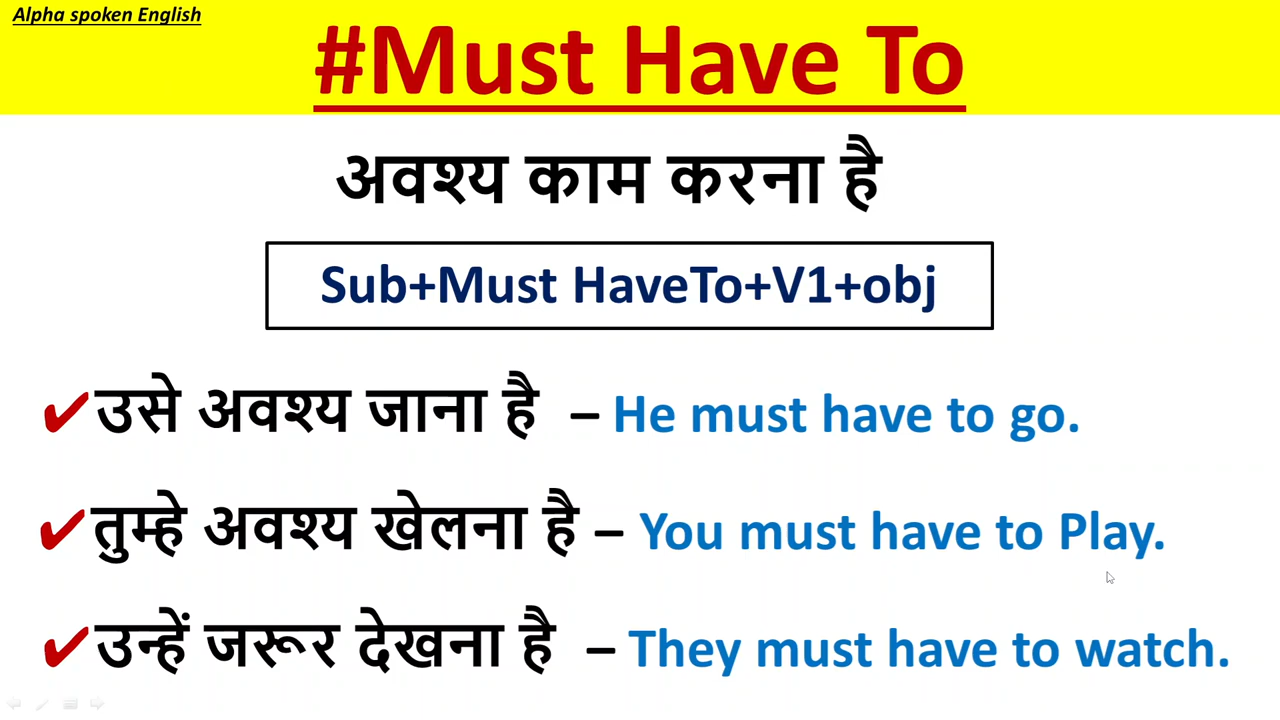 Alpha spoken English
#Must Have To
अवश्य काम करना है
Sub+Must HaveTo+V1+obj
✔उसे अवश्य जाना है – He must have to go.
✔तुम्हे अवश्य खेलना है – You must have to Play.
✔उन्हें जरूर देखना है – They must have to watch.